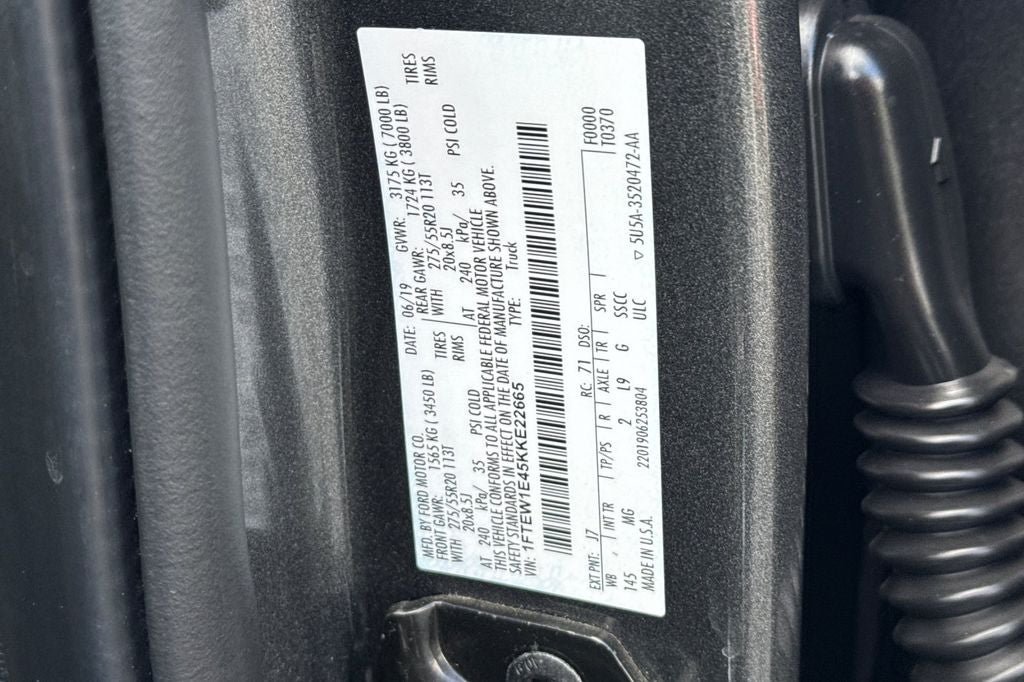 MFD. BY FORD MOTOR CO. DATE: 06/19 GVWR: 3175 KG ( 7000 LB)
FRONT GAWR: 1565 KG ( 3450 LB) REAR GAWR: 1724 KG ( 3800 LB)
WITH 275/55R20 113T TIRES WITH 275/55R20 113T TIRES
20x8.5J RIMS 20x8.5J RIMS
AT 240 kPa/ 35 PSI COLD AT 240 kPa/ 35 PSI COLD
THIS VEHICLE CONFORMS TO ALL APPLICABLE FEDERAL MOTOR VEHICLE
SAFETY STANDARDS IN EFFECT ON THE DATE OF MANUFACTURE SHOWN ABOVE.
VIN: 1FTEW1E45KKE22665 TYPE: Truck
EXT PNT: J7 RC: 71 DSO: F0000
WB INT TR TP/PS R AXLE TR SPR T0370
145 MG 2 L9 G SSCC
MADE IN U.S.A. 2201906253804 ULC ▽ 5U5A-3520472-AA